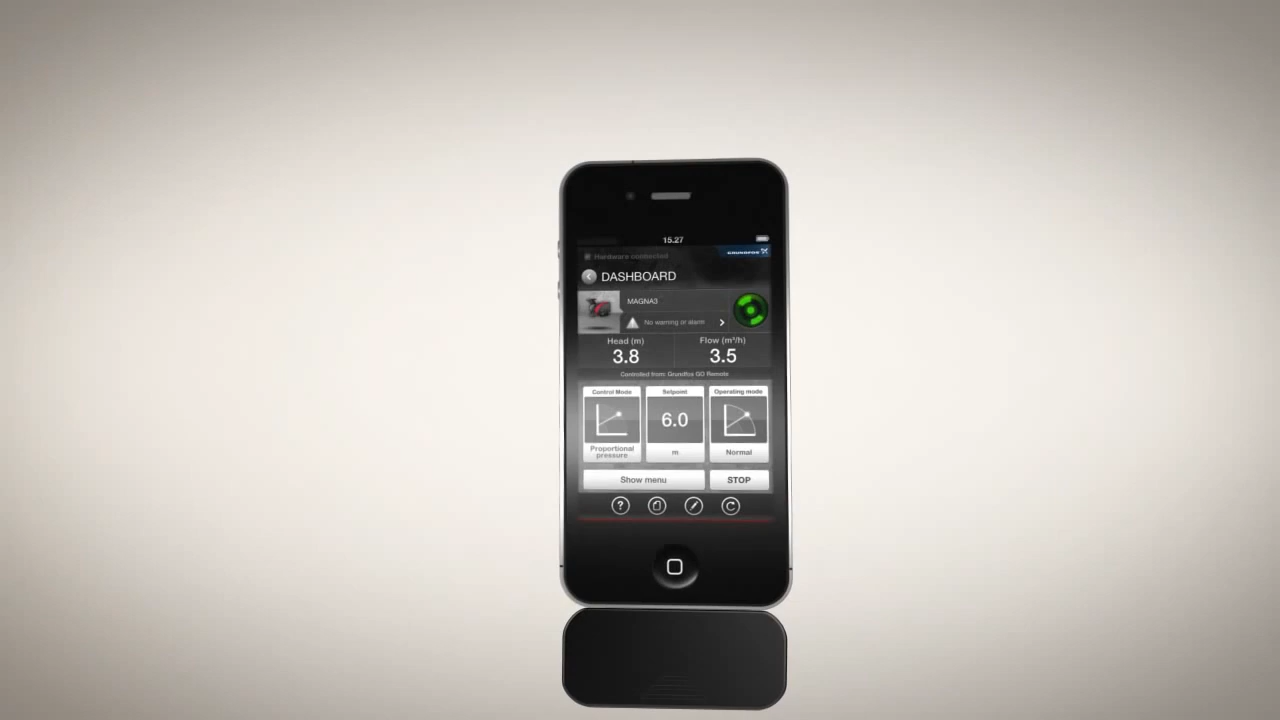 15.27
Hardware connected
GRUNDFOS
DASHBOARD
MAGNA3
No warning or alarm
Head (m)
Flow (m³/h)
3.8
3.5
Controlled from: Grundfos GO Remote
Control Mode
Setpoint
Operating mode
6.0
Proportional
pressure
m
Normal
Show menu
STOP
?